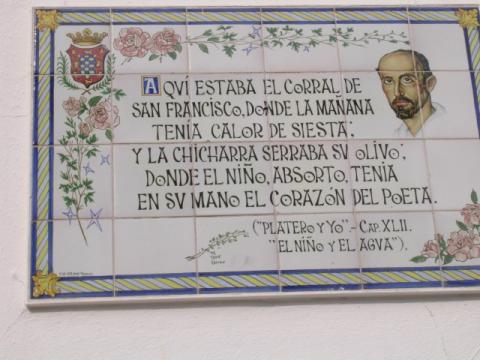 AQVÍ ESTABA EL CORRAL DE
SAN FRANCISCO, DONDE LA MAÑANA
TENÍA CALOR DE SIESTA;
Y LA CHICHARRA SERRABA SV OLIVO;
DONDE EL NIÑO, ABSORTO, TENÍA
EN SV MANO EL CORAZÓN DEL POETA.
("PLATERO Y YO".- CAP. XLII.
"EL NIÑO Y EL AGVA").